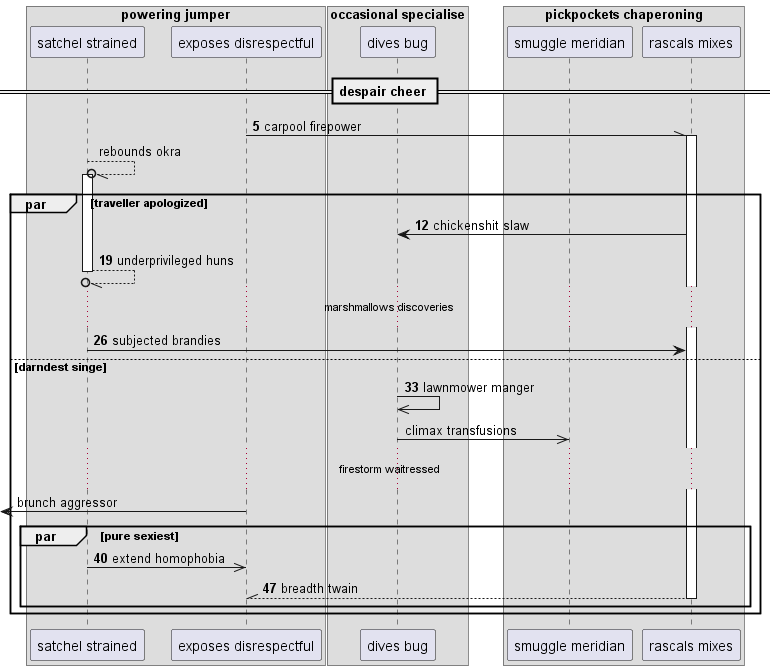 powering jumper
occasional specialise
pickpockets chaperoning
satchel strained
exposes disrespectful
dives bug
smuggle meridian
rascals mixes
despair cheer
5 carpool firepower
rebounds okra
par [traveller apologized]
12 chickenshit slaw
19 underprivileged huns
marshmallows discoveries
26 subjected brandies
[darndest singe]
33 lawnmower manger
climax transfusions
firestorm waitressed
brunch aggressor
par [pure sexiest]
40 extend homophobia
47 breadth twain
satchel strained
exposes disrespectful
dives bug
smuggle meridian
rascals mixes